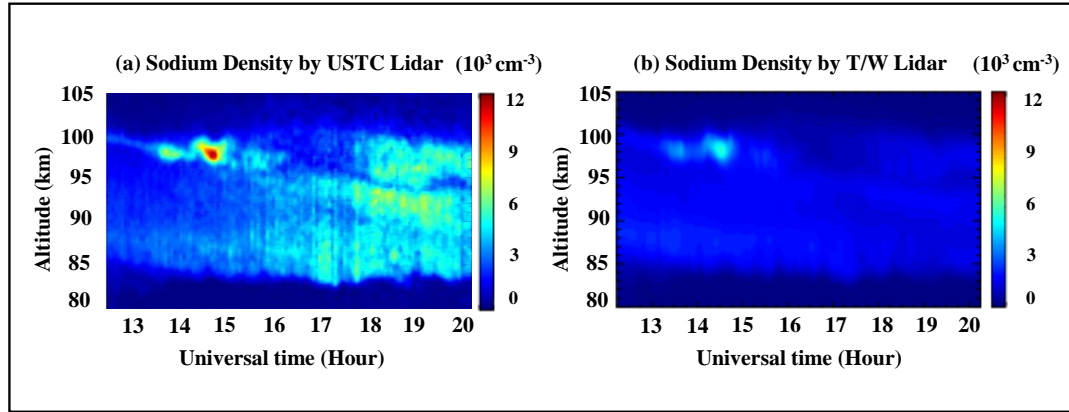 (a) Sodium Density by USTC Lidar (10³ cm⁻³)
105
100
95
90
85
80
Altitude (km)
12
9
6
3
0
13 14 15 16 17 18 19 20
Universal time (Hour)
(b) Sodium Density by T/W Lidar (10³ cm⁻³)
105
100
95
90
85
80
Altitude (km)
12
9
6
3
0
13 14 15 16 17 18 19 20
Universal time (Hour)